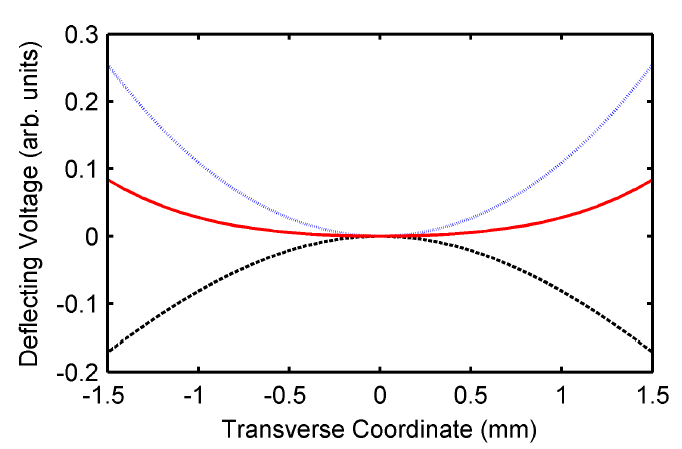 Deflecting Voltage (arb. units)
0.3
0.2
0.1
0
-0.1
-0.2
-1.5 -1 -0.5 0 0.5 1 1.5
Transverse Coordinate (mm)